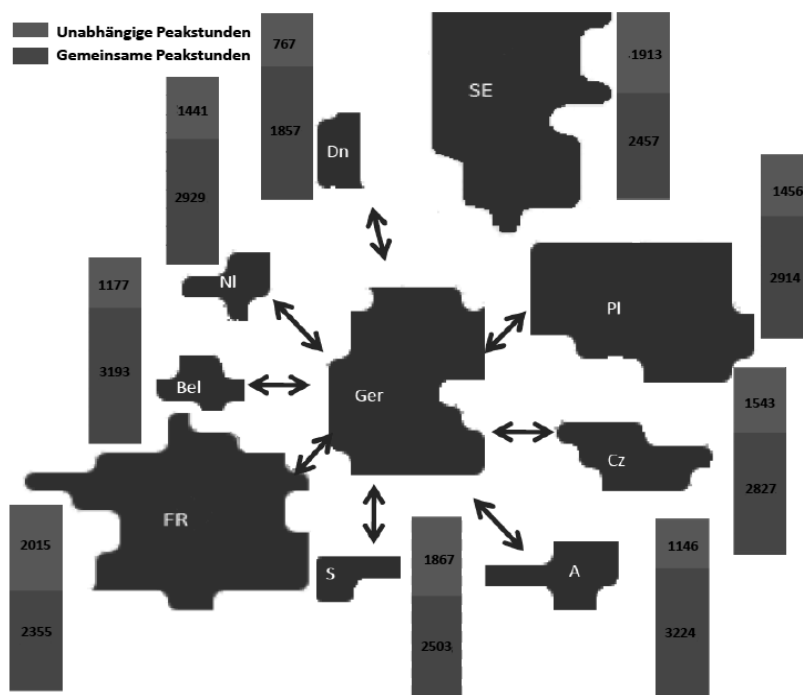 Unabhängige Peakstunden
Gemeinsame Peakstunden
767
1857
1913
2457
SE
1441
2929
Dn
1456
2914
1177
3193
Nl
Pl
Bel
Ger
1543
2827
Cz
FR
2015
2355
S
1867
2503
A
1146
3224